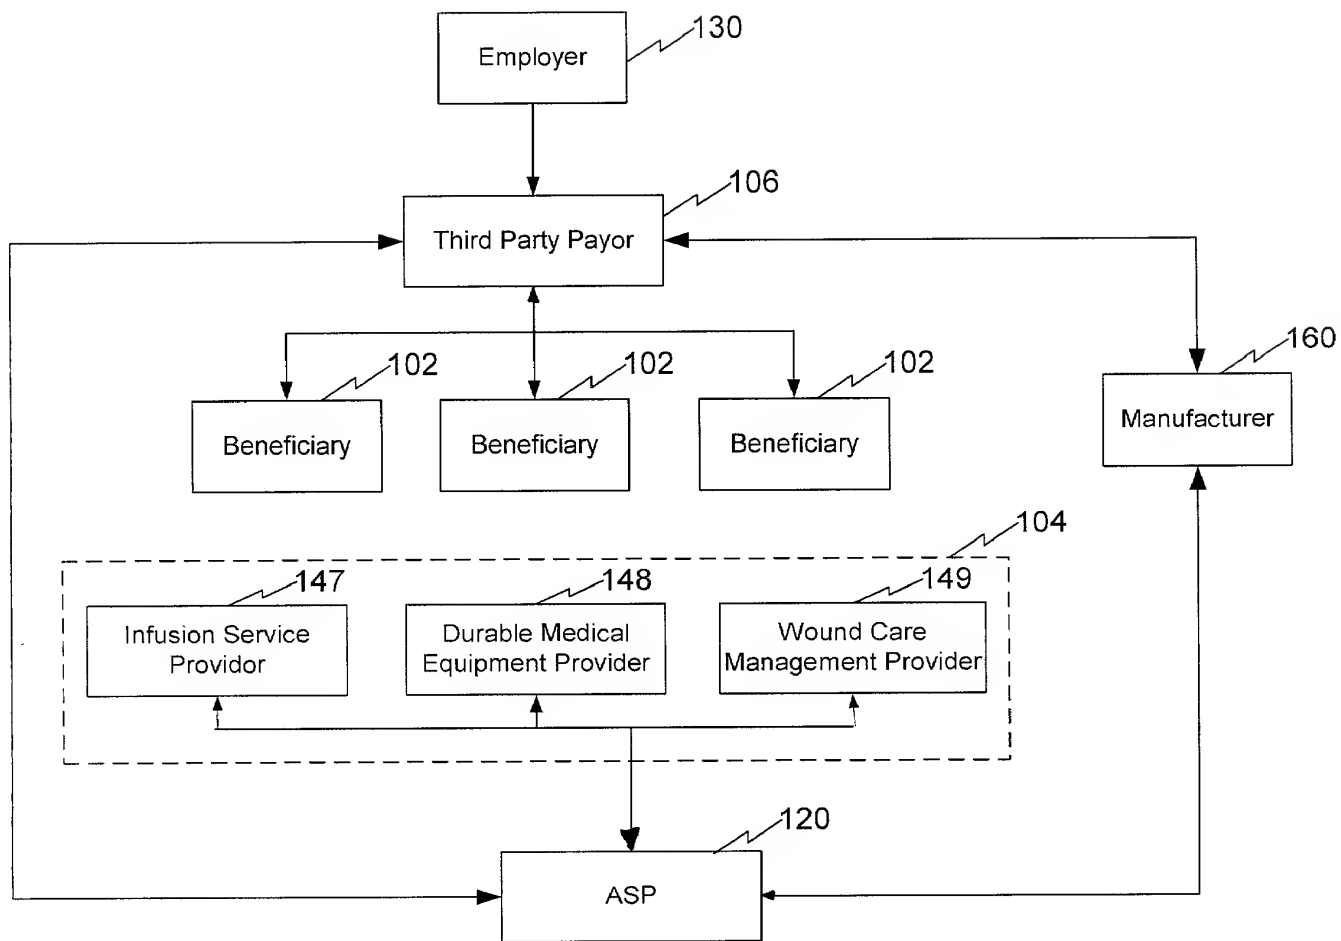 130
Employer
106
Third Party Payor
160
102
102
102
Manufacturer
Beneficiary
Beneficiary
Beneficiary
104
147
148
149
Infusion Service
Providor
Durable Medical
Equipment Provider
Wound Care
Management Provider
120
ASP